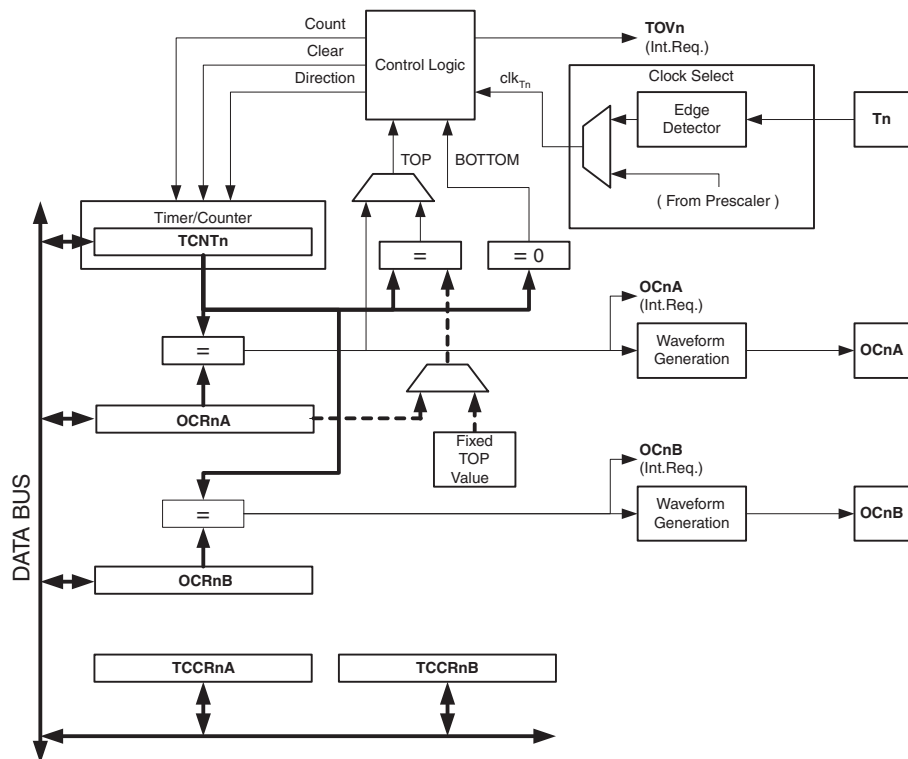 Count
Clear
Direction
Control Logic
TOVn
(Int.Req.)
clkTn
Clock Select
Edge
Detector
Tn
( From Prescaler )
TOP
BOTTOM
Timer/Counter
TCNTn
=
= 0
OCnA
(Int.Req.)
=
Waveform
Generation
OCnA
OCRnA
Fixed
TOP
Value
OCnB
(Int.Req.)
=
Waveform
Generation
OCnB
OCRnB
DATA BUS
TCCRnA
TCCRnB